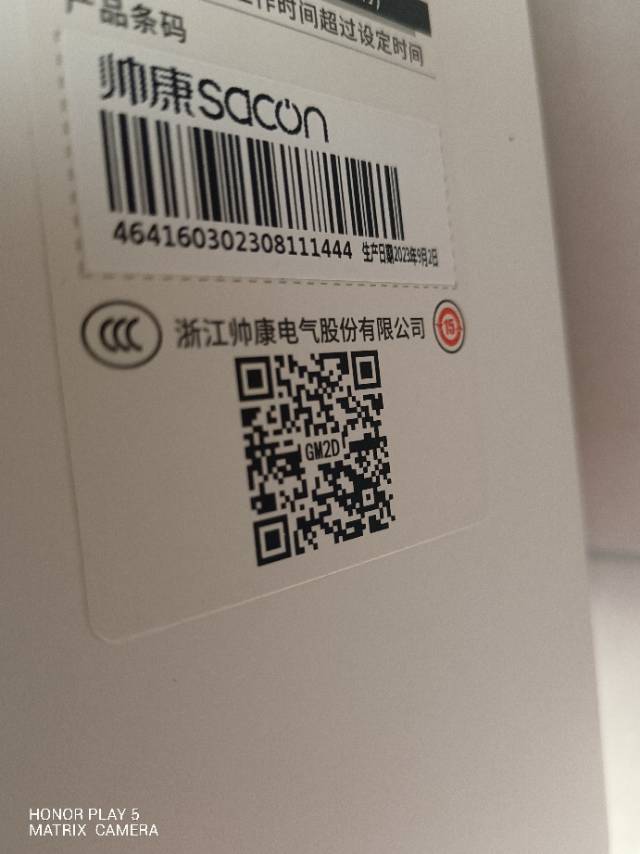 工作时间超过设定时间
产品条码
帅康sacon
464160302308111444 生产日期2023年9月2日
浙江帅康电气股份有限公司 15
GM2D
HONOR PLAY 5
MATRIX CAMERA